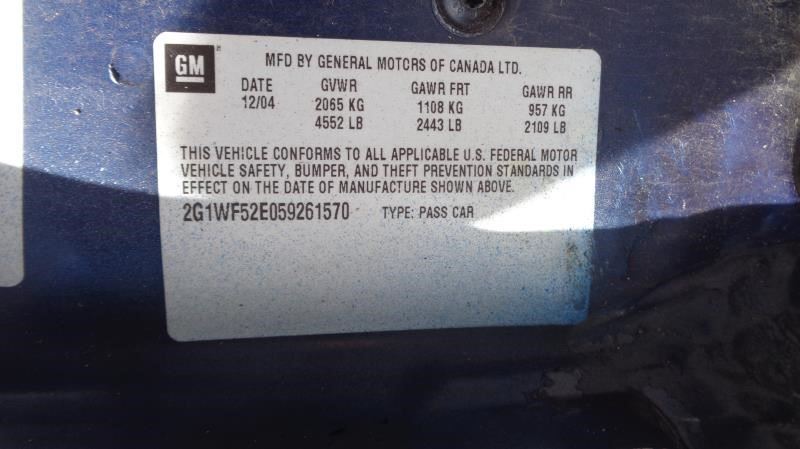 GM
MFD BY GENERAL MOTORS OF CANADA LTD.
DATE GVWR GAWR FRT GAWR RR
12/04 2065 KG 1108 KG 957 KG
4552 LB 2443 LB 2109 LB
THIS VEHICLE CONFORMS TO ALL APPLICABLE U.S. FEDERAL MOTOR
VEHICLE SAFETY, BUMPER, AND THEFT PREVENTION STANDARDS IN
EFFECT ON THE DATE OF MANUFACTURE SHOWN ABOVE.
2G1WF52E059261570 TYPE: PASS CAR